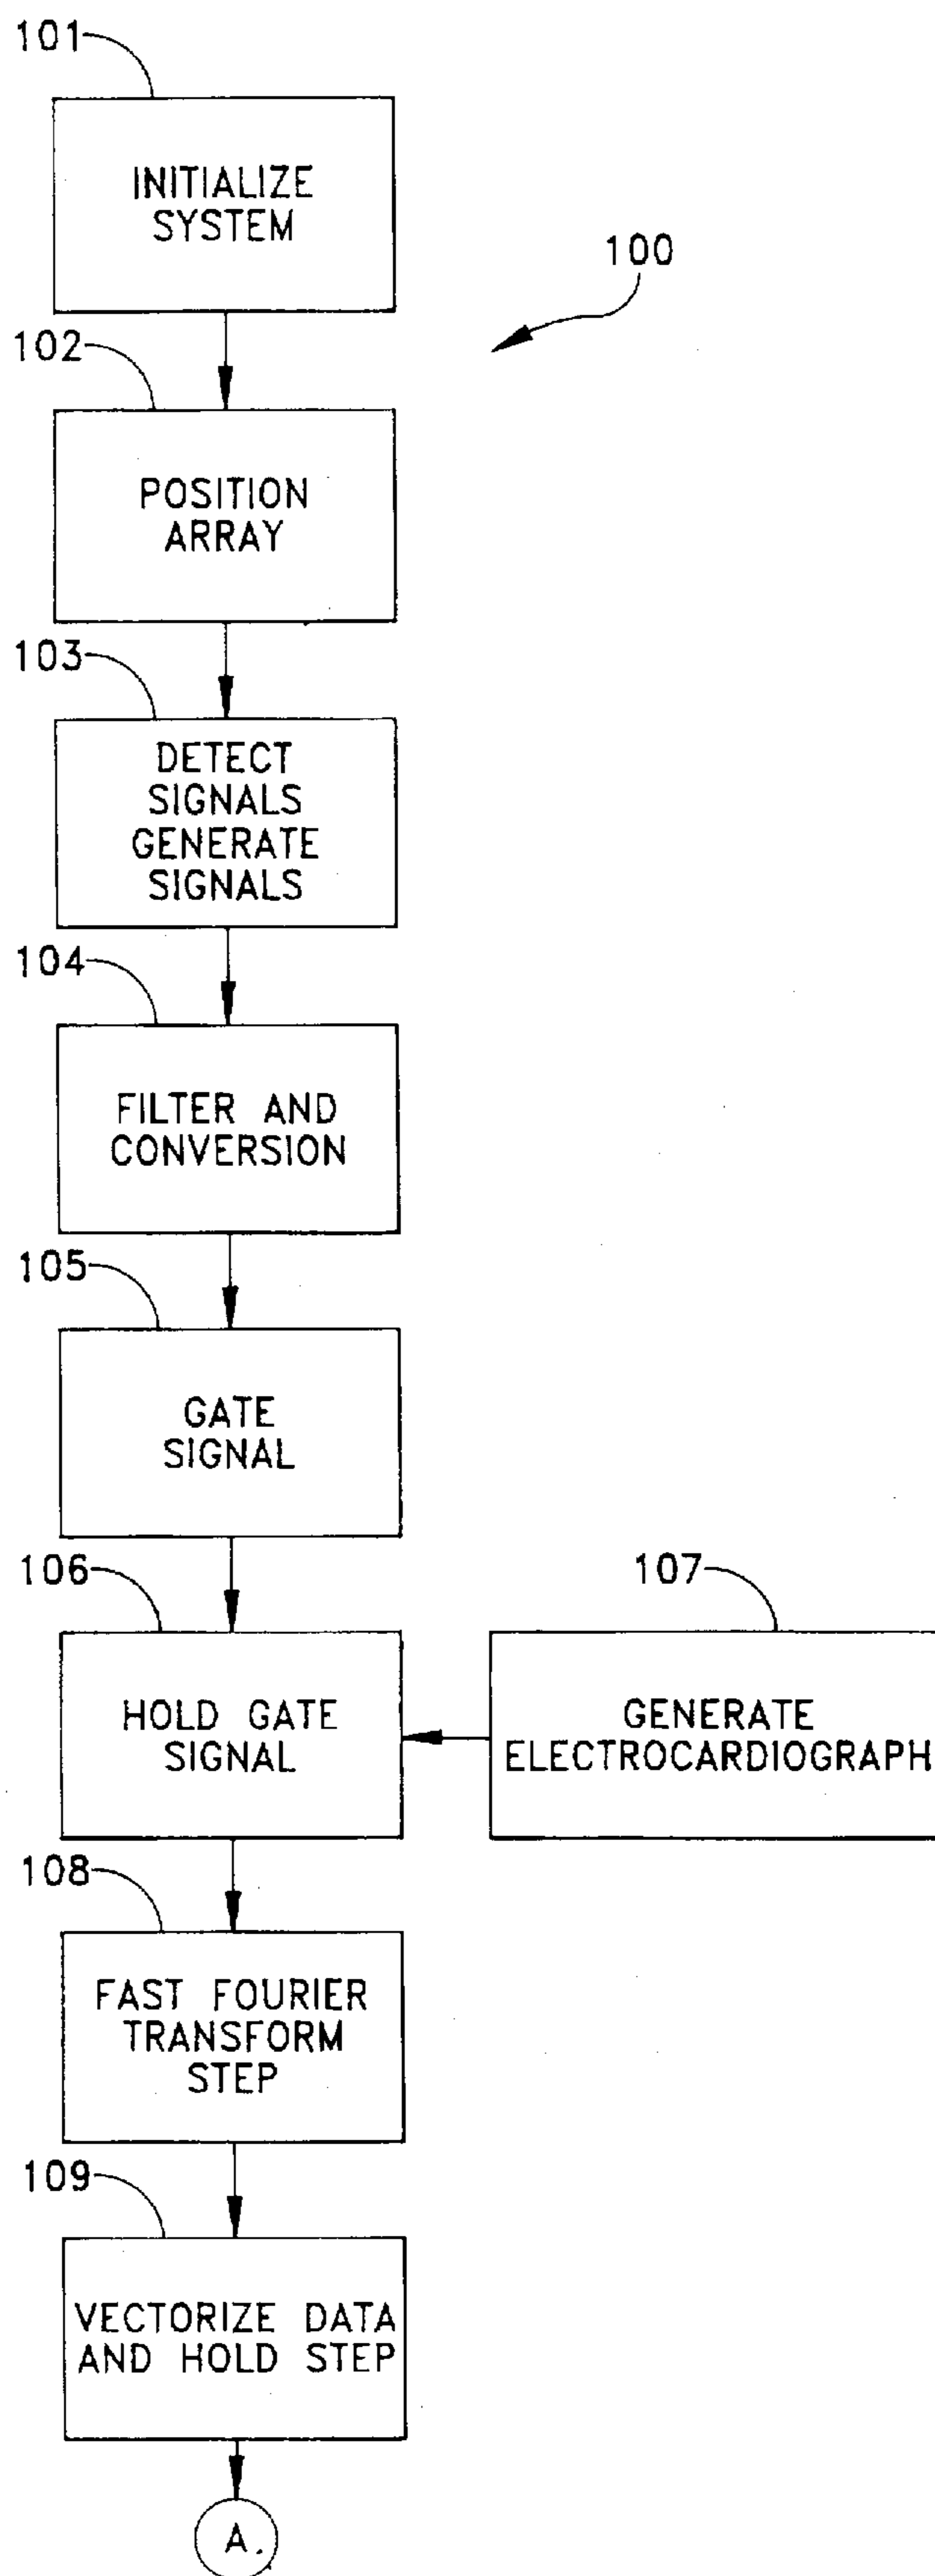 101
INITIALIZE
SYSTEM
100
102
POSITION
ARRAY
103
DETECT
SIGNALS
GENERATE
SIGNALS
104
FILTER AND
CONVERSION
105
GATE
SIGNAL
106
HOLD GATE
SIGNAL
107
GENERATE
ELECTROCARDIOGRAPH
108
FAST FOURIER
TRANSFORM
STEP
109
VECTORIZE DATA
AND HOLD STEP
A.